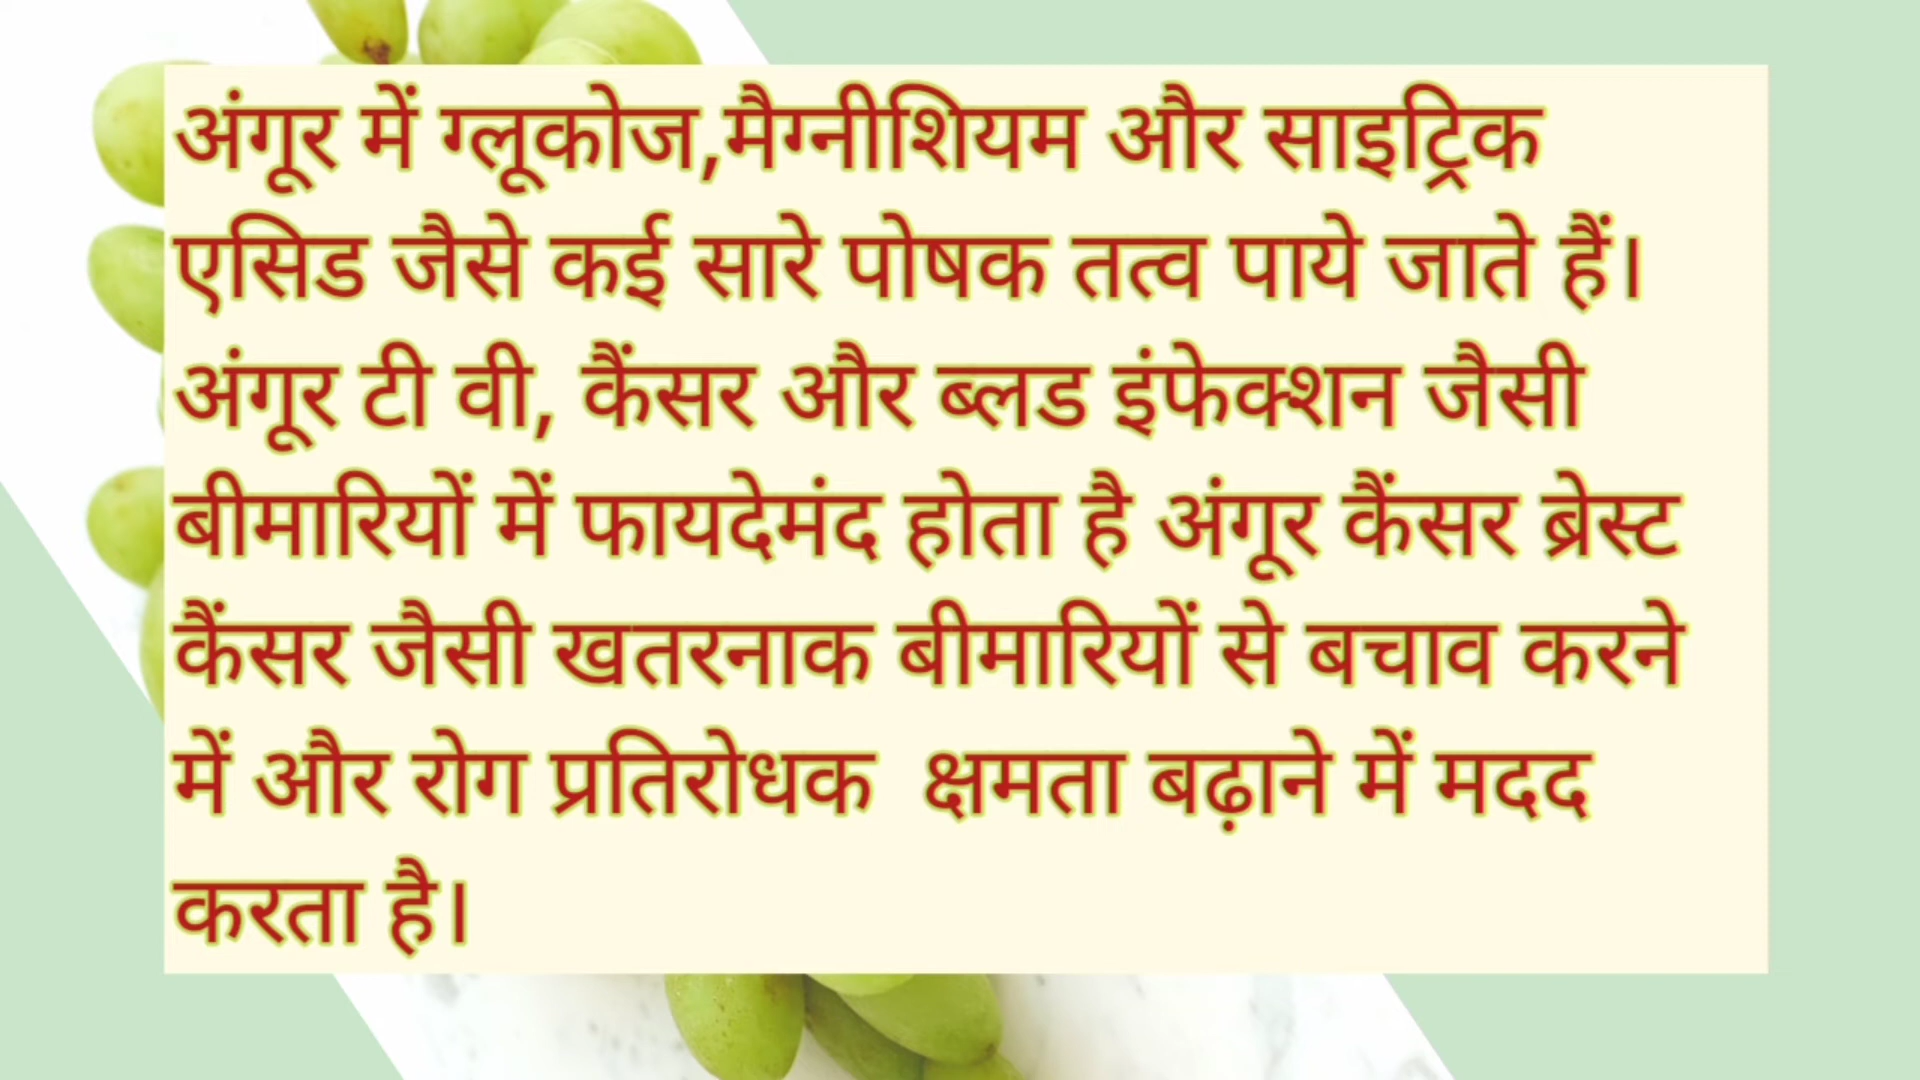 अंगूर में ग्लूकोज,मैग्नीशियम और साइट्रिक
एसिड जैसे कई सारे पोषक तत्व पाये जाते हैं।
अंगूर टी वी, कैंसर और ब्लड इंफेक्शन जैसी
बीमारियों में फायदेमंद होता है अंगूर कैंसर ब्रेस्ट
कैंसर जैसी खतरनाक बीमारियों से बचाव करने
में और रोग प्रतिरोधक  क्षमता बढ़ाने में मदद
करता है।